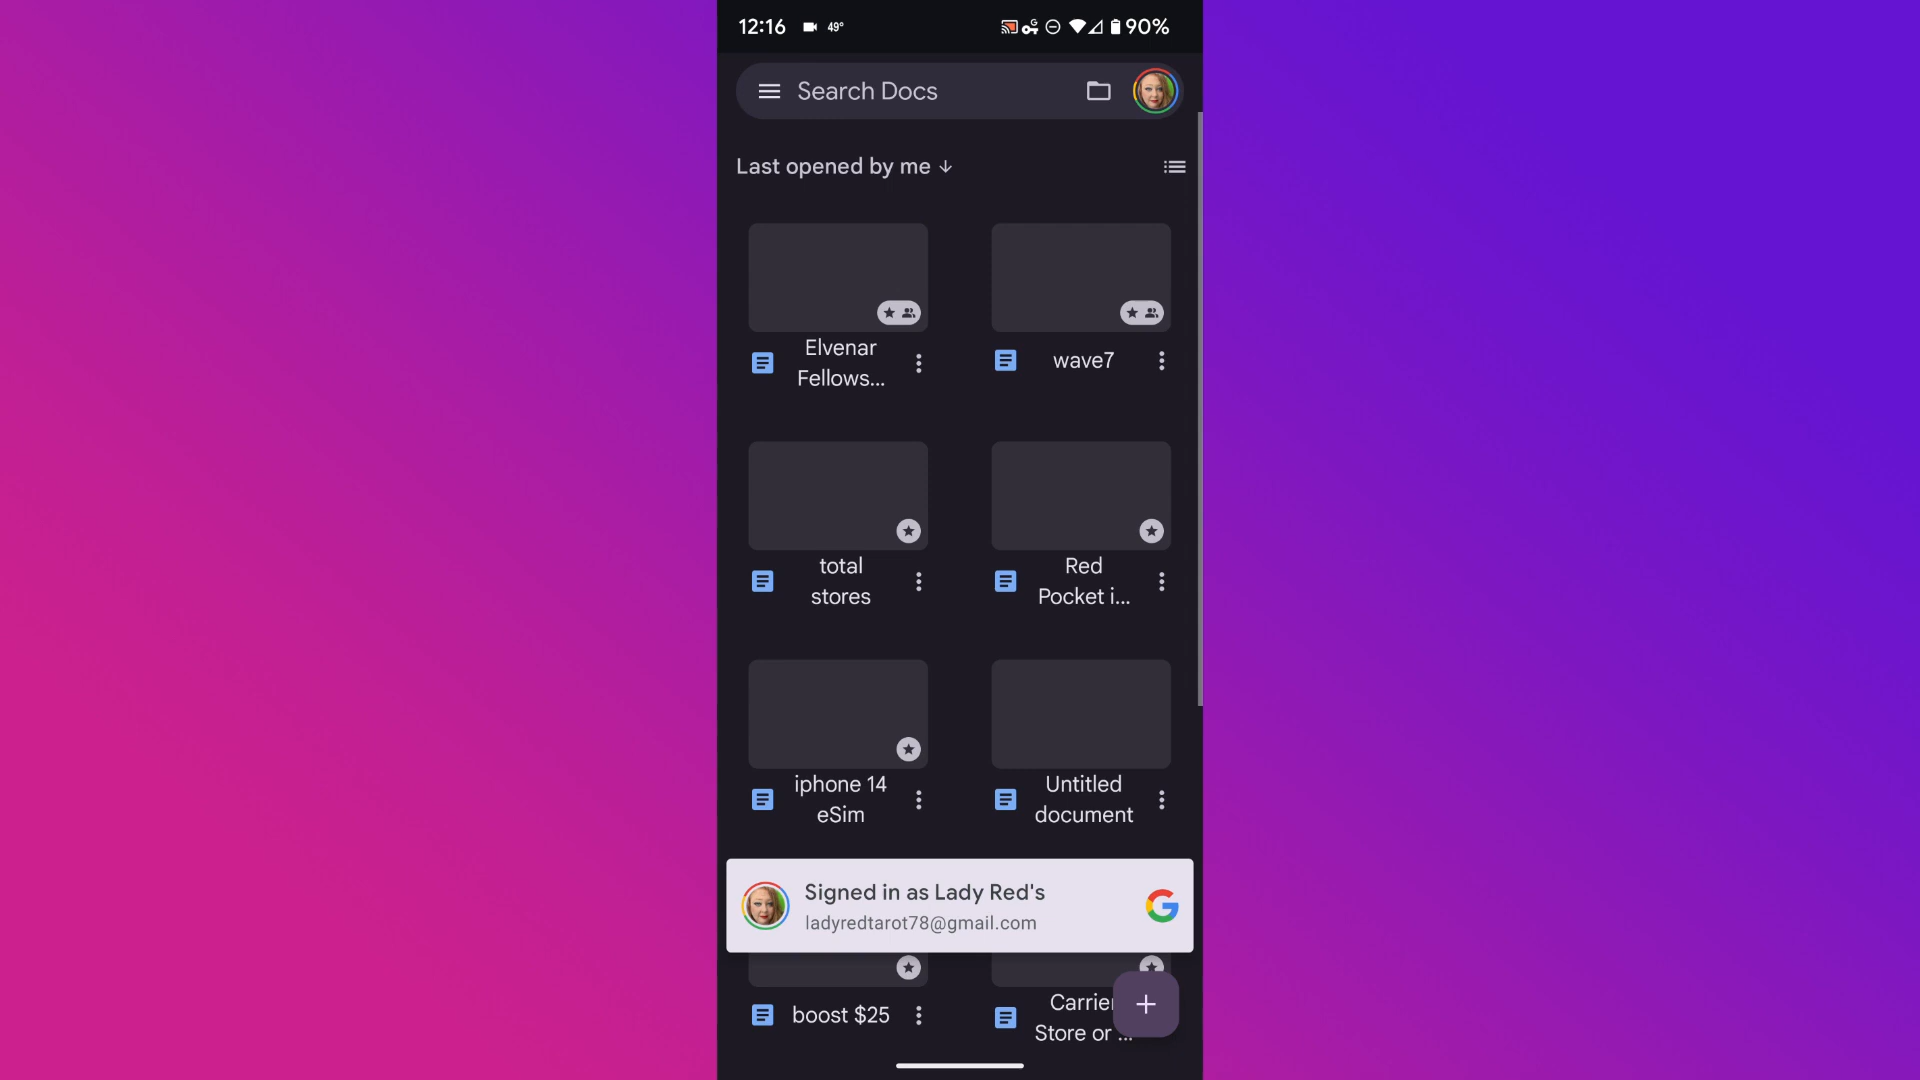 12:16 49° 90%
Search Docs
Last opened by me
Elvenar
Fellows...
wave7
total
stores
Red
Pocket i...
iphone 14
eSim
Untitled
document
Signed in as Lady Red's
ladyredtarot78@gmail.com
boost $25
Carrier
Store or ...